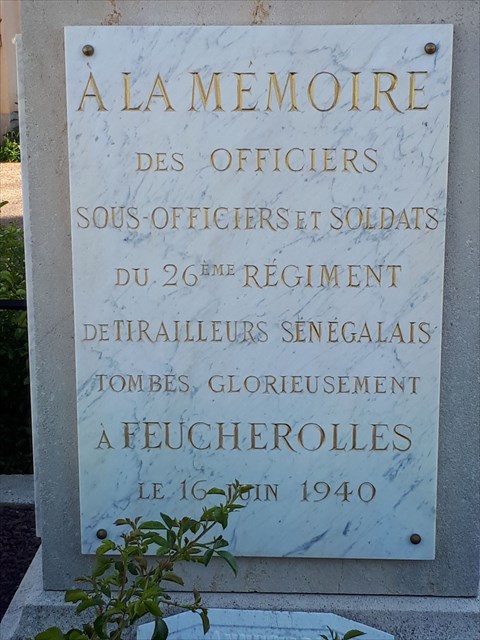 À LA MÉMOIRE
DES OFFICIERS
SOUS-OFFICIERS ET SOLDATS
DU 26ÈME RÉGIMENT
DE TIRAILLEURS SÉNÉGALAIS
TOMBÉS GLORIEUSEMENT
À FEUCHEROLLES
LE 16 JUIN 1940